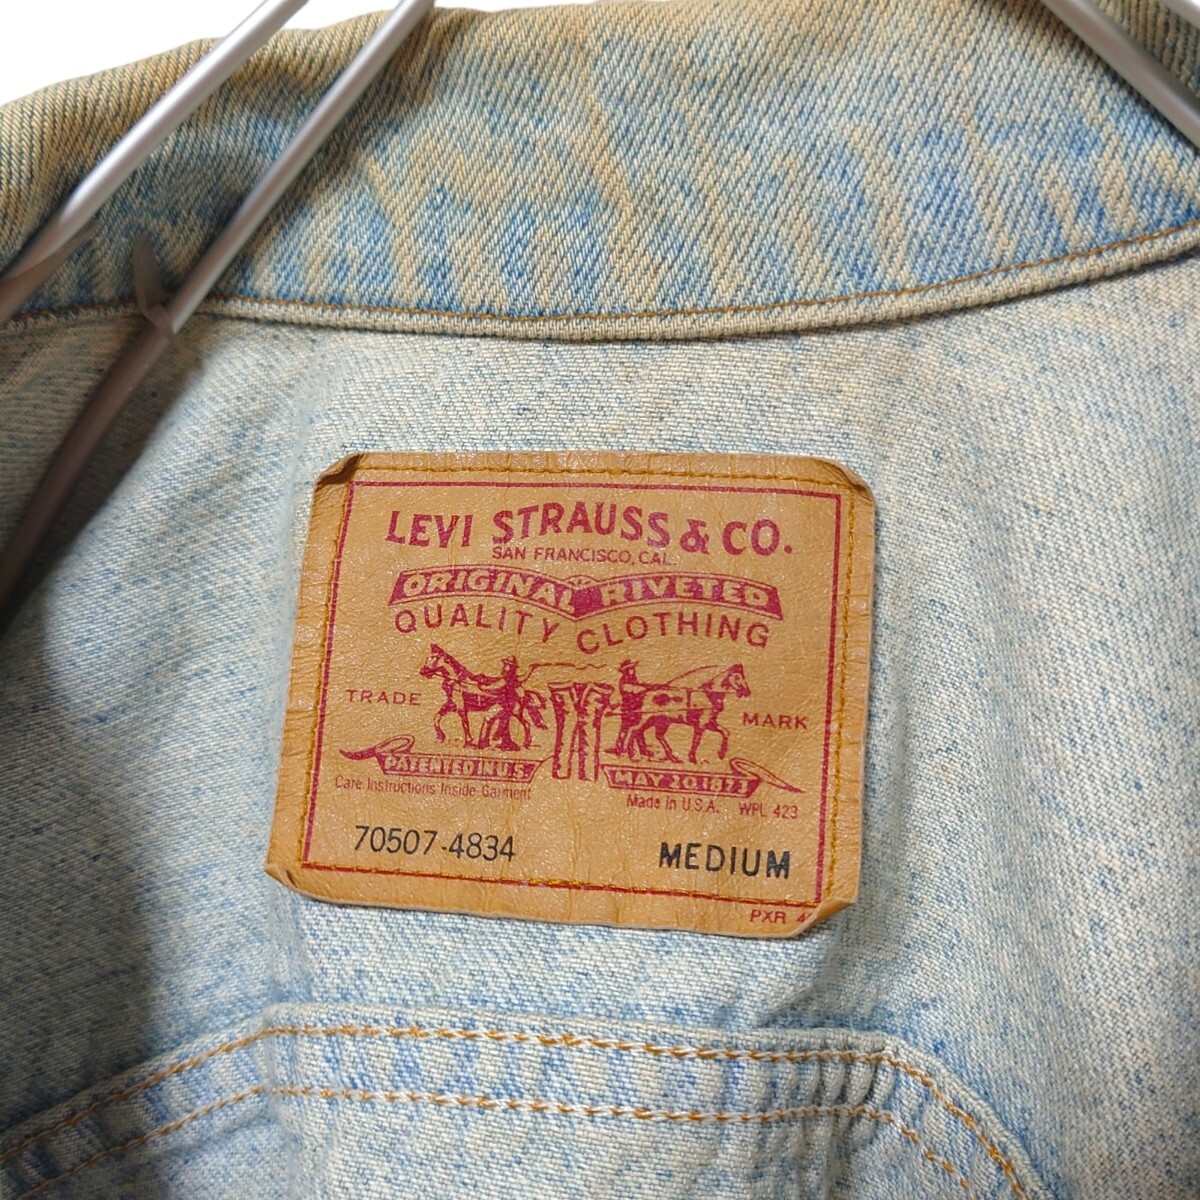 LEVI STRAUSS & CO.
SAN FRANCISCO, CAL.
ORIGINAL RIVETED
QUALITY CLOTHING
TRADE MARK
PATENTED IN U.S. MAY 20 1873
Care Instructions Inside Garment Made in U.S.A. WPL 423
70507-4834 MEDIUM
PXR